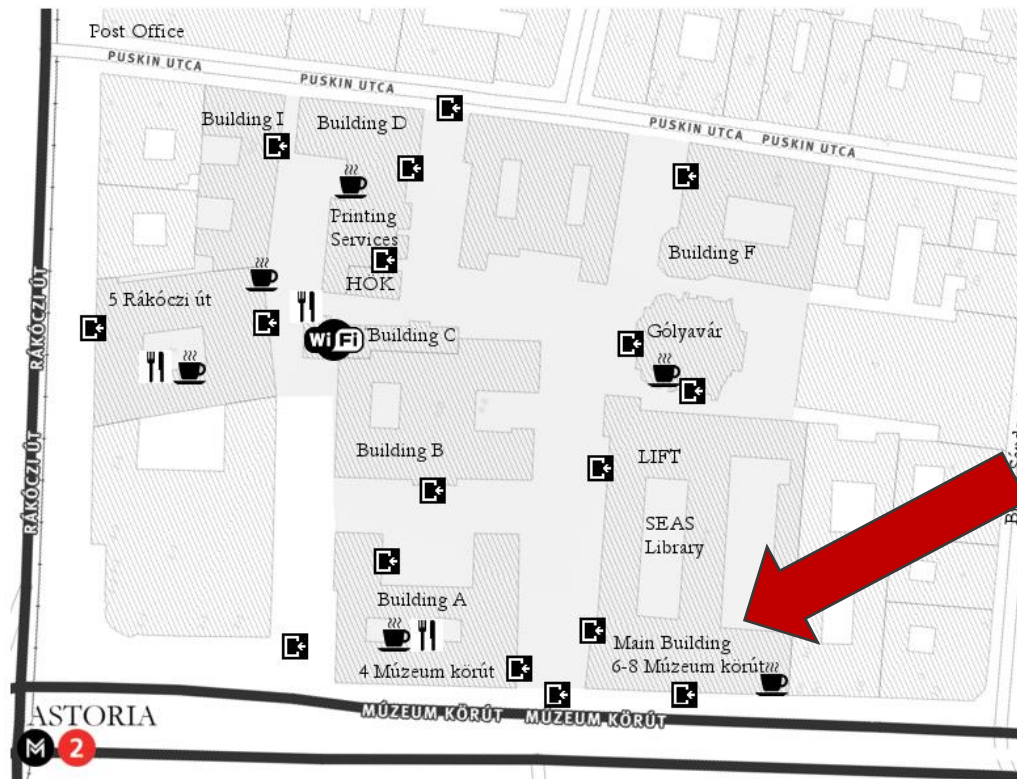 Post Office
PUSKIN UTCA
PUSKIN UTCA
PUSKIN UTCA PUSKIN UTCA
Building I
Building D
Printing
Services
HÖK
Building F
5 Rákóczi út
RÁKÓCZI ÚT
WiFi
Building C
Gólyavár
Building B
LIFT
RÁKÓCZI ÚT
SEAS
Library
Building A
Main Building
6-8 Múzeum körút
4 Múzeum körút
MÚZEUM KÖRÚT MÚZEUM KÖRÚT
ASTORIA
M 2